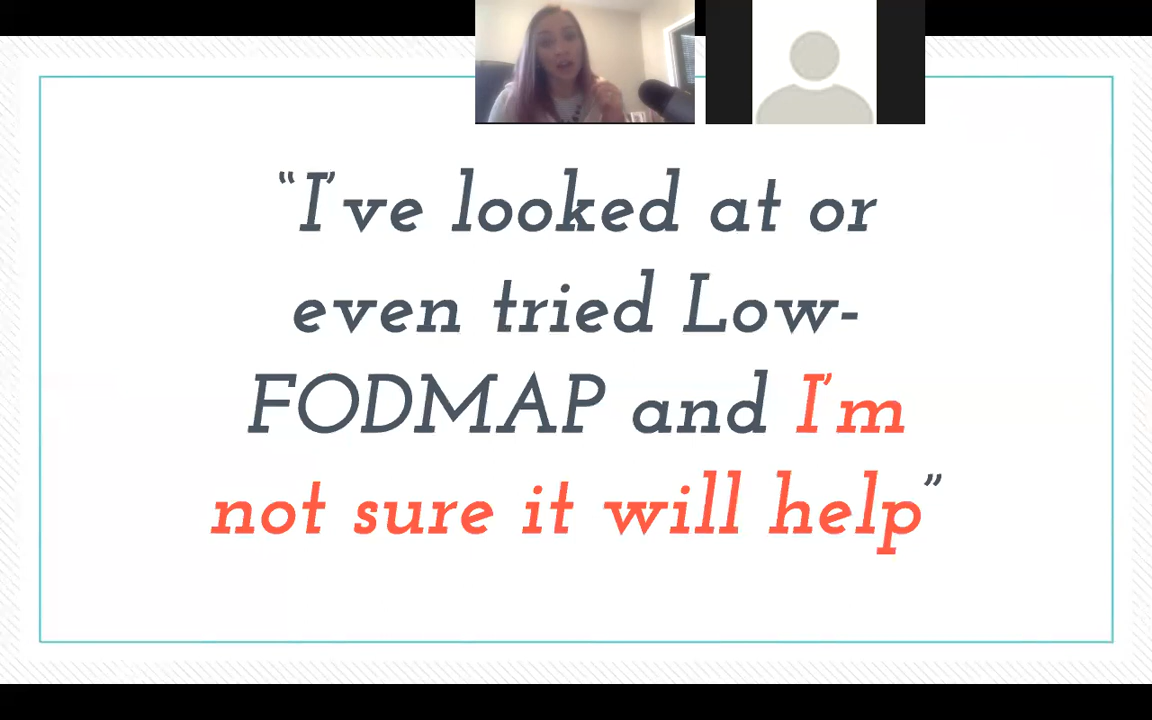 “I’ve looked at or
even tried Low-
FODMAP and I’m
not sure it will help”